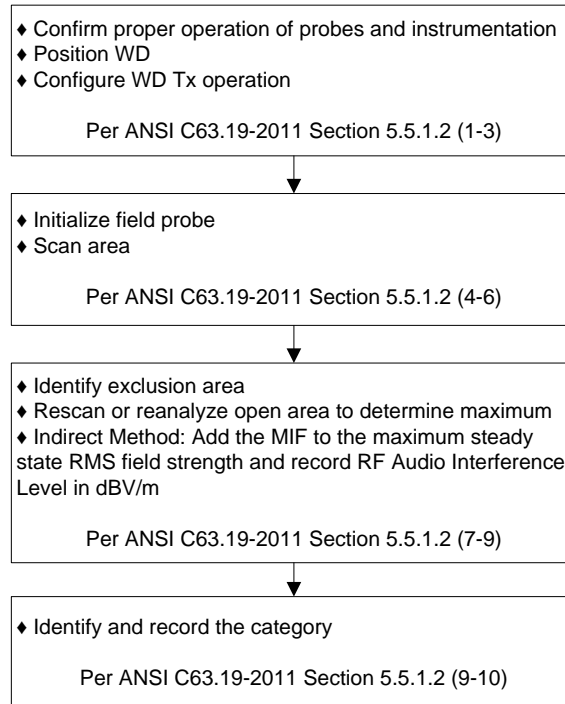 ♦ Confirm proper operation of probes and instrumentation
♦ Position WD
♦ Configure WD Tx operation
Per ANSI C63.19-2011 Section 5.5.1.2 (1-3)
♦ Initialize field probe
♦ Scan area
Per ANSI C63.19-2011 Section 5.5.1.2 (4-6)
♦ Identify exclusion area
♦ Rescan or reanalyze open area to determine maximum
♦ Indirect Method: Add the MIF to the maximum steady
state RMS field strength and record RF Audio Interference
Level in dBV/m
Per ANSI C63.19-2011 Section 5.5.1.2 (7-9)
♦ Identify and record the category
Per ANSI C63.19-2011 Section 5.5.1.2 (9-10)